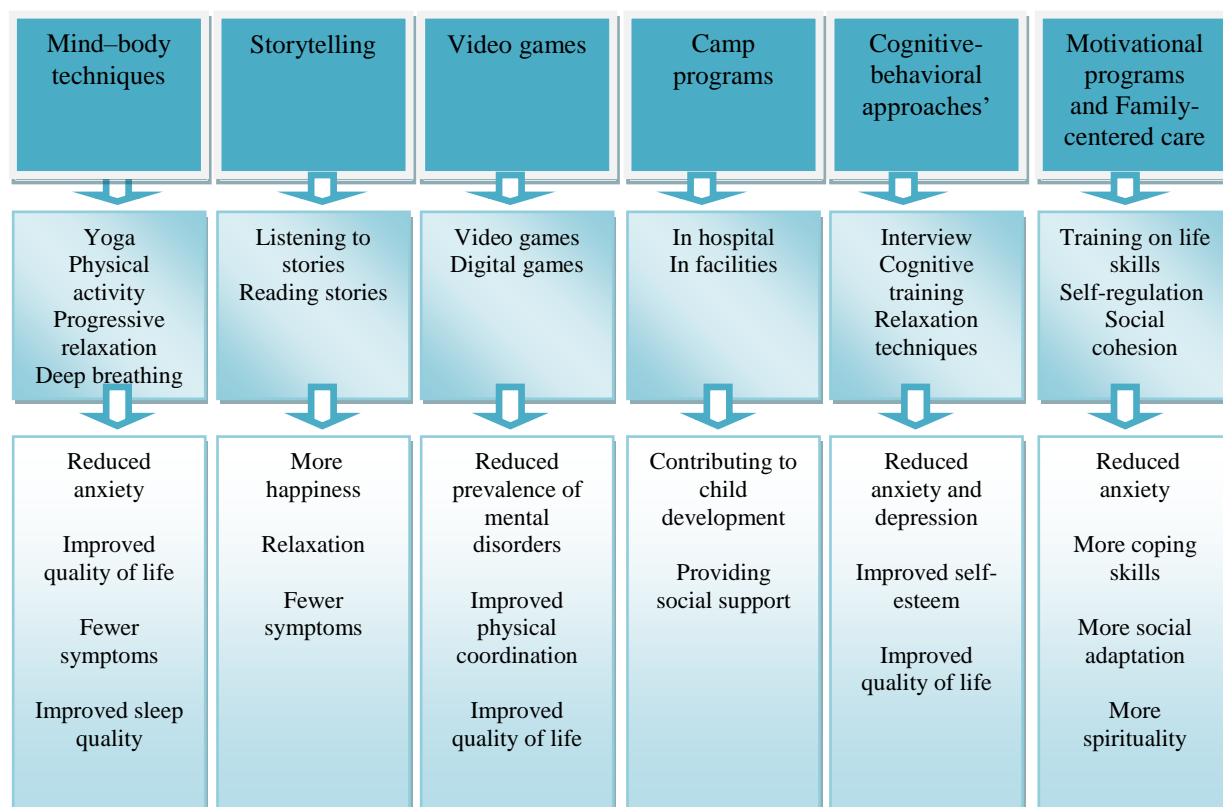 Mind–body
techniques
Storytelling
Video games
Camp
programs
Cognitive-
behavioral
approaches’
Motivational
programs
and Family-
centered care
Yoga
Physical
activity
Progressive
relaxation
Deep breathing
Listening to
stories
Reading stories
Video games
Digital games
In hospital
In facilities
Interview
Cognitive
training
Relaxation
techniques
Training on life
skills
Self-regulation
Social
cohesion
Reduced
anxiety
Improved
quality of life
Fewer
symptoms
Improved sleep
quality
More
happiness
Relaxation
Fewer
symptoms
Reduced
prevalence of
mental
disorders
Improved
physical
coordination
Improved
quality of life
Contributing to
child
development
Providing
social support
Reduced
anxiety and
depression
Improved self-
esteem
Improved
quality of life
Reduced
anxiety
More coping
skills
More social
adaptation
More
spirituality